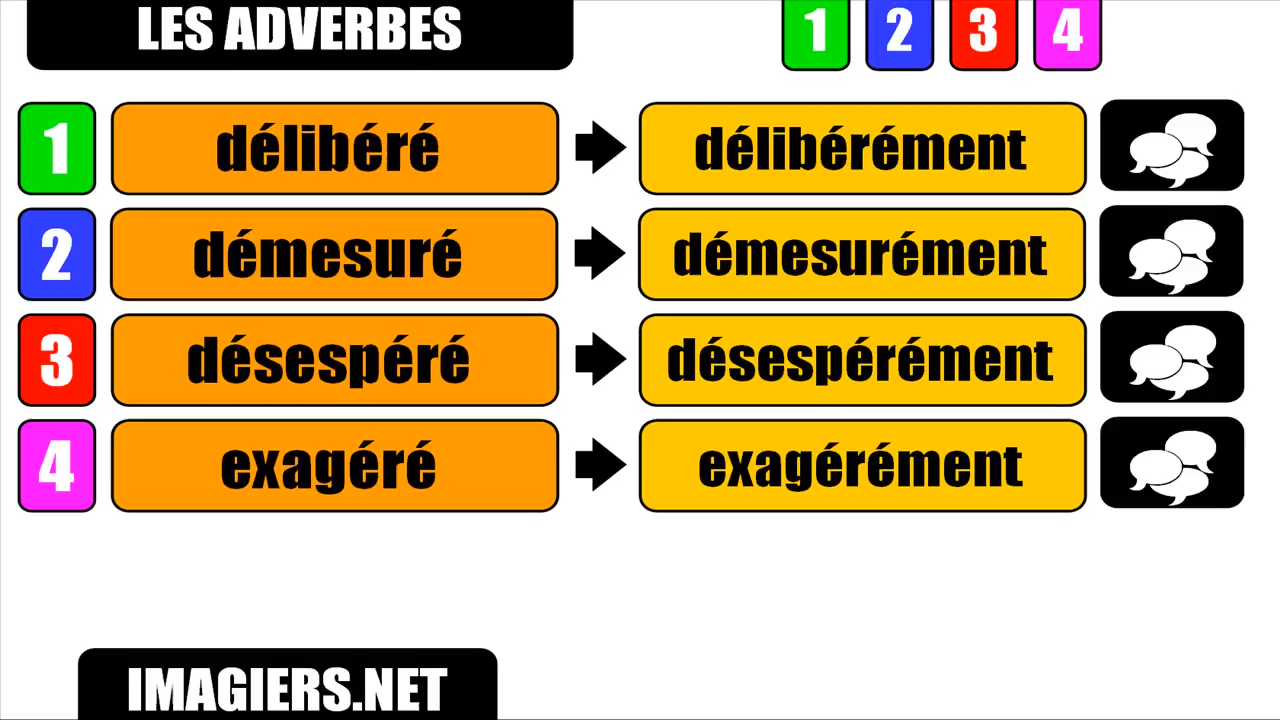 LES ADVERBES
1 2 3 4
1 délibéré délibérément
2 démesuré démesurément
3 désespéré désespérément
4 exagéré exagérément
IMAGIERS.NET